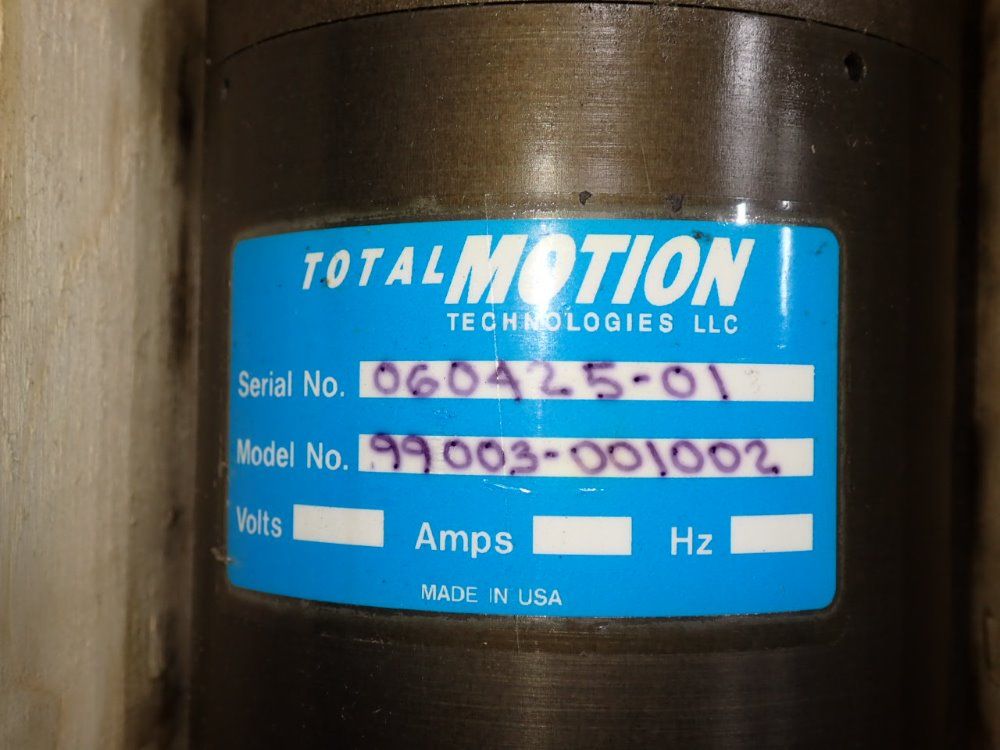 TOTAL MOTION
TECHNOLOGIES LLC
Serial No. 060425-01
Model No. 99003-001002
Volts Amps Hz
MADE IN USA